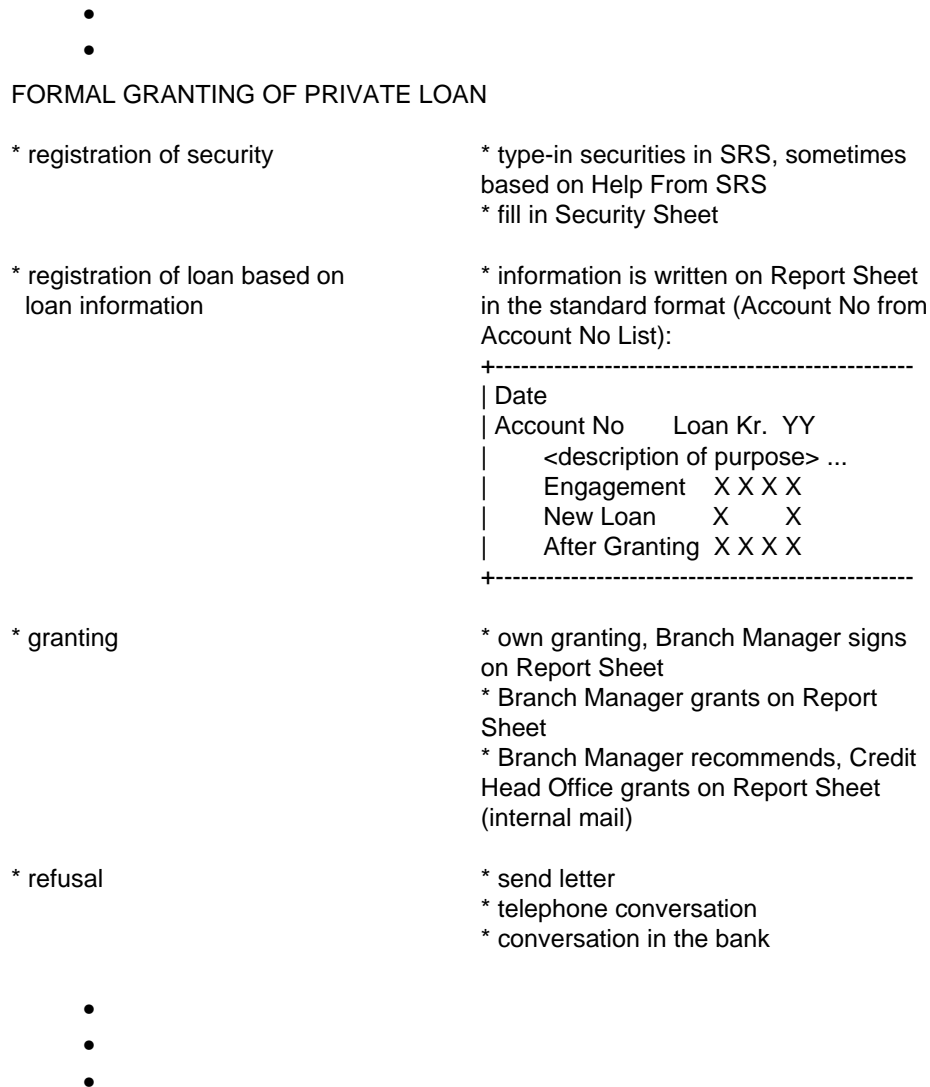 •
•
FORMAL GRANTING OF PRIVATE LOAN
* registration of security
* type-in securities in SRS, sometimes
based on Help From SRS
* fill in Security Sheet
* registration of loan based on
loan information
* information is written on Report Sheet
in the standard format (Account No from
Account No List):
+-------------------------------------------------
| Date
| Account No Loan Kr. YY
| <description of purpose> ...
| Engagement X X X X
| New Loan X X
| After Granting X X X X
+-------------------------------------------------
* granting
* own granting, Branch Manager signs
on Report Sheet
* Branch Manager grants on Report
Sheet
* Branch Manager recommends, Credit
Head Office grants on Report Sheet
(internal mail)
* refusal
* send letter
* telephone conversation
* conversation in the bank
•
•
•